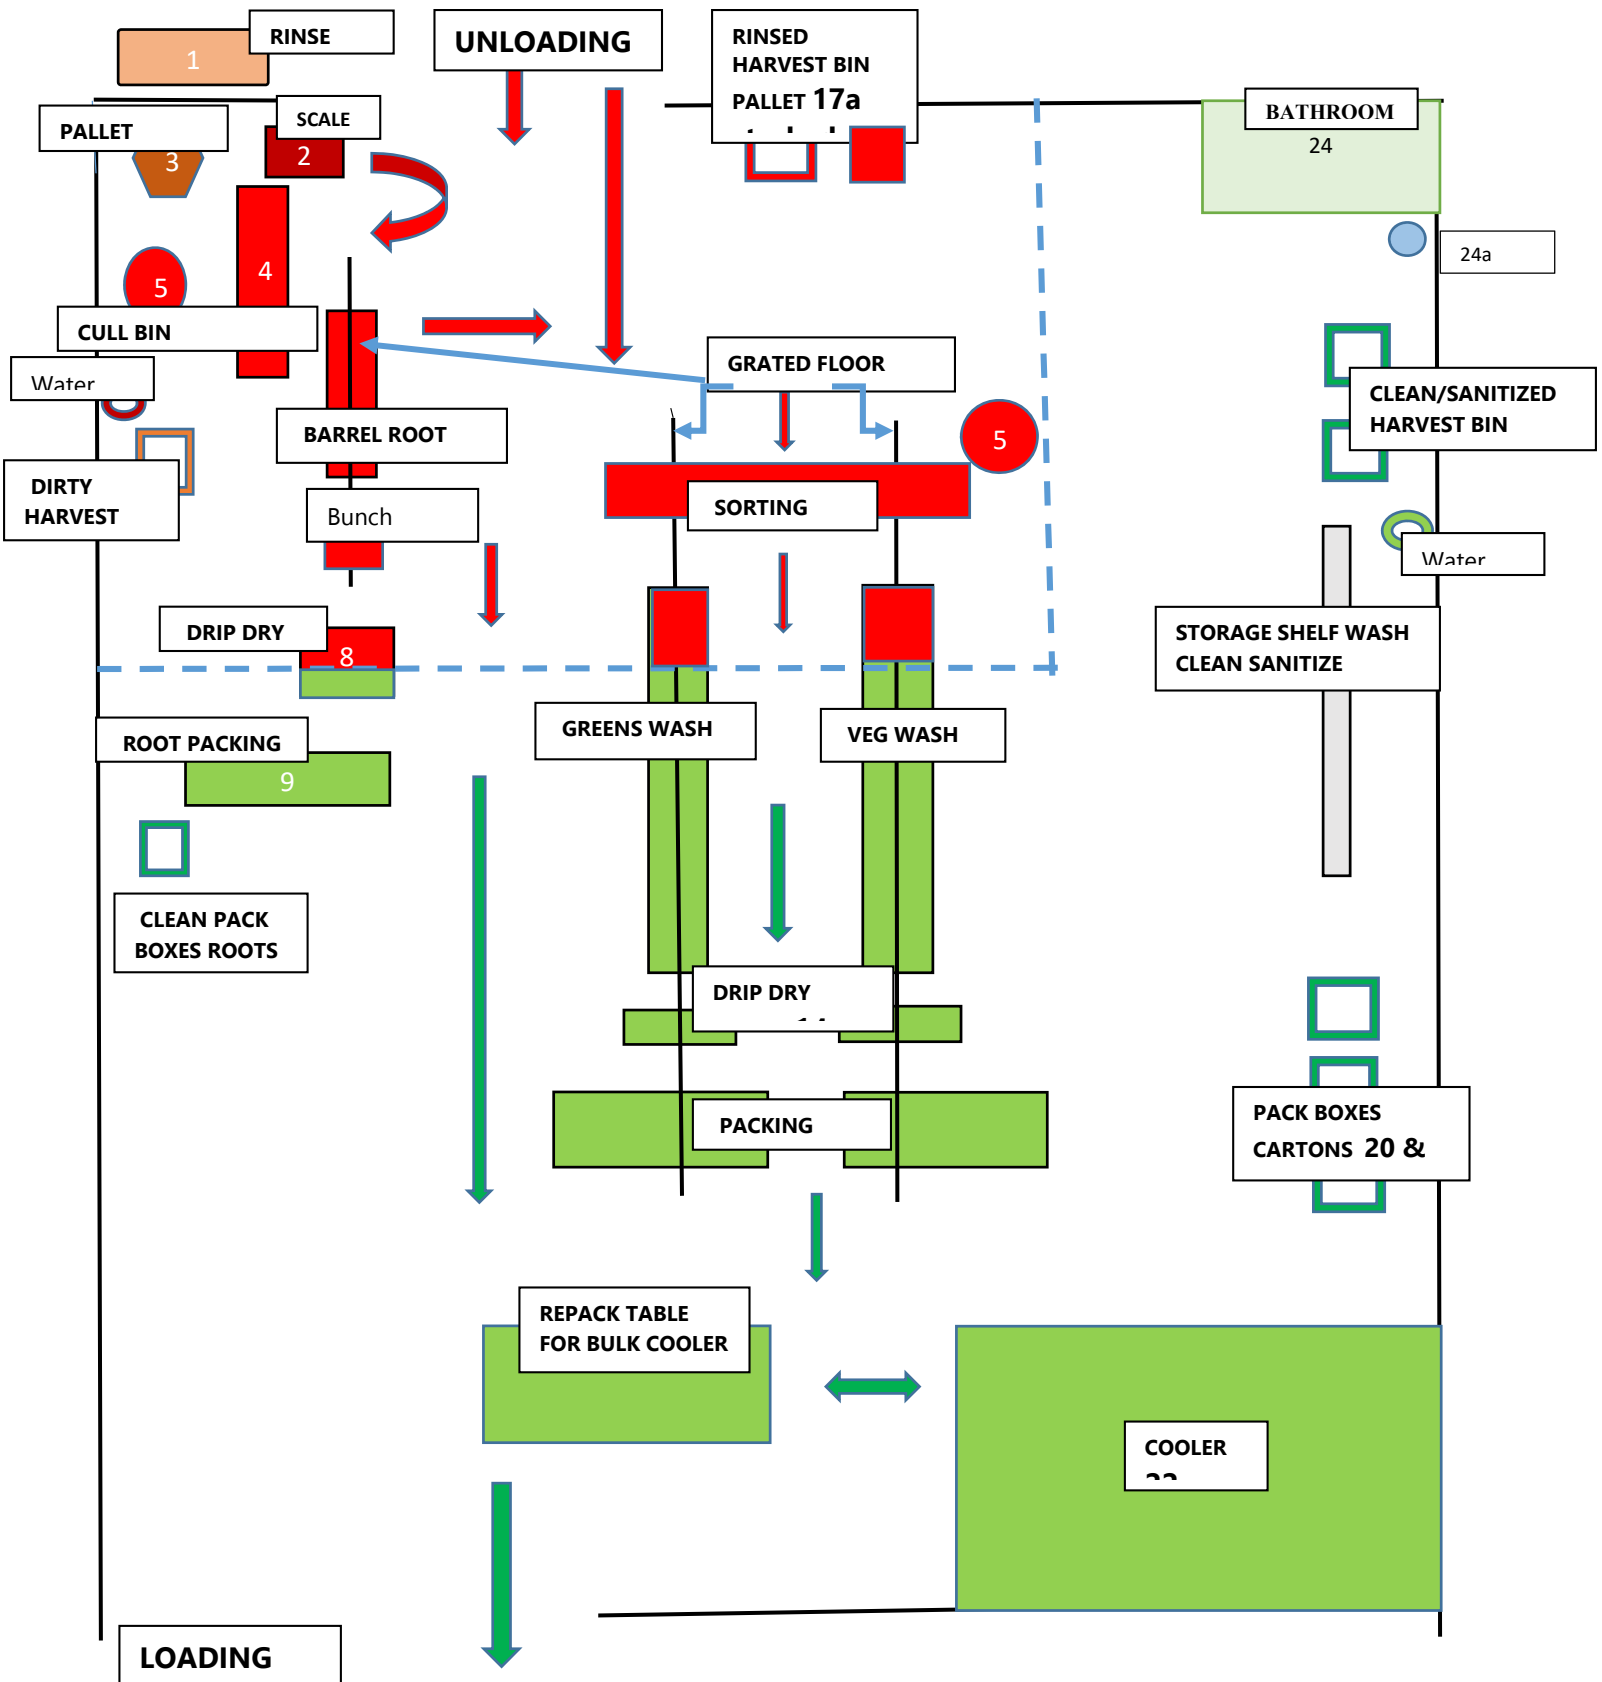 RINSE
1
UNLOADING
RINSED
HARVEST BIN
PALLET 17a
PALLET
3
SCALE
2
BATHROOM
24
24a
4
5
CULL BIN
Water
GRATED FLOOR
CLEAN/SANITIZED
HARVEST BIN
BARREL ROOT
5
DIRTY
HARVEST
Bunch
SORTING
Water
DRIP DRY
8
STORAGE SHELF WASH
CLEAN SANITIZE
ROOT PACKING
9
GREENS WASH
VEG WASH
CLEAN PACK
BOXES ROOTS
DRIP DRY
PACKING
PACK BOXES
CARTONS 20 &
REPACK TABLE
FOR BULK COOLER
COOLER
LOADING